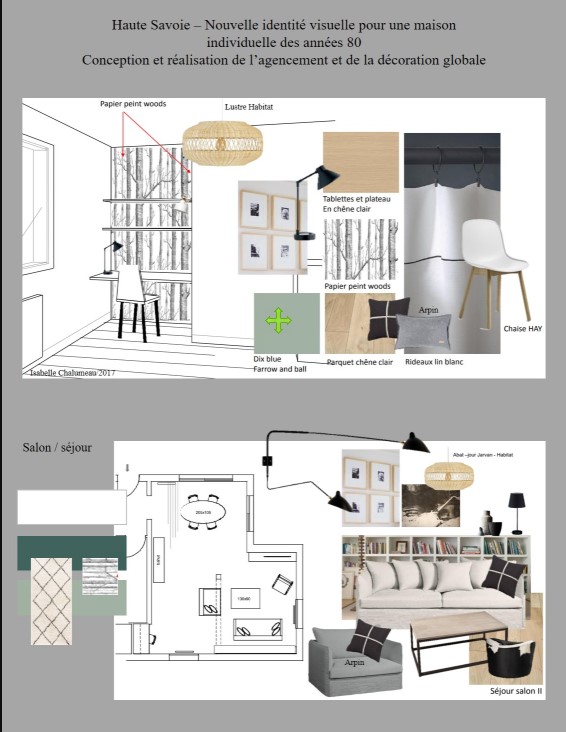 Haute Savoie – Nouvelle identité visuelle pour une maison
individuelle des années 80
Conception et réalisation de l'agencement et de la décoration globale
Papier peint woods
Lustre Habitat
Tablettes et plateau
En chêne clair
Papier peint woods
Arpin
Chaise HAY
Dix blue
Farrow and ball
Parquet chêne clair
Rideaux lin blanc
Isabelle Chalumeau/2017
Salon / séjour
Abat -jour Jarvan - Habitat
Arpin
Séjour salon II